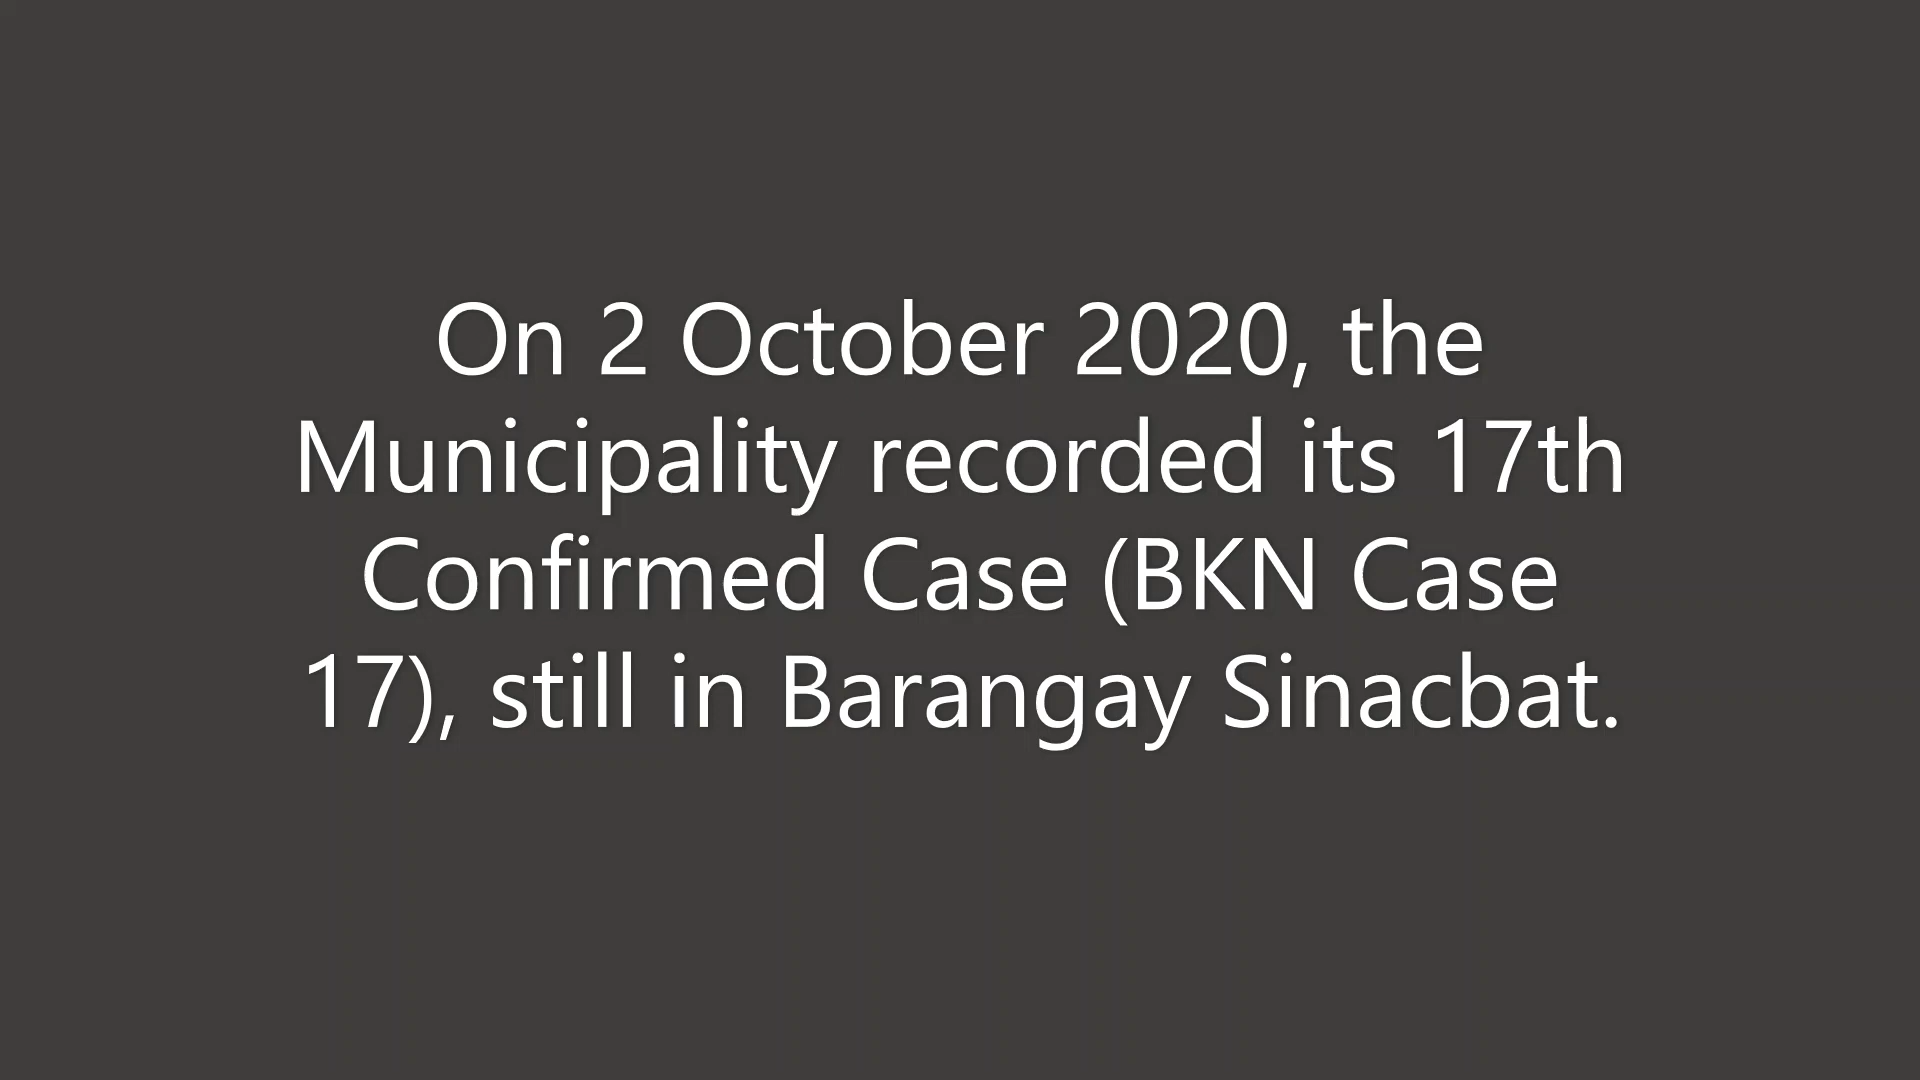 On 2 October 2020, the
Municipality recorded its 17th
Confirmed Case (BKN Case
17), still in Barangay Sinacbat.